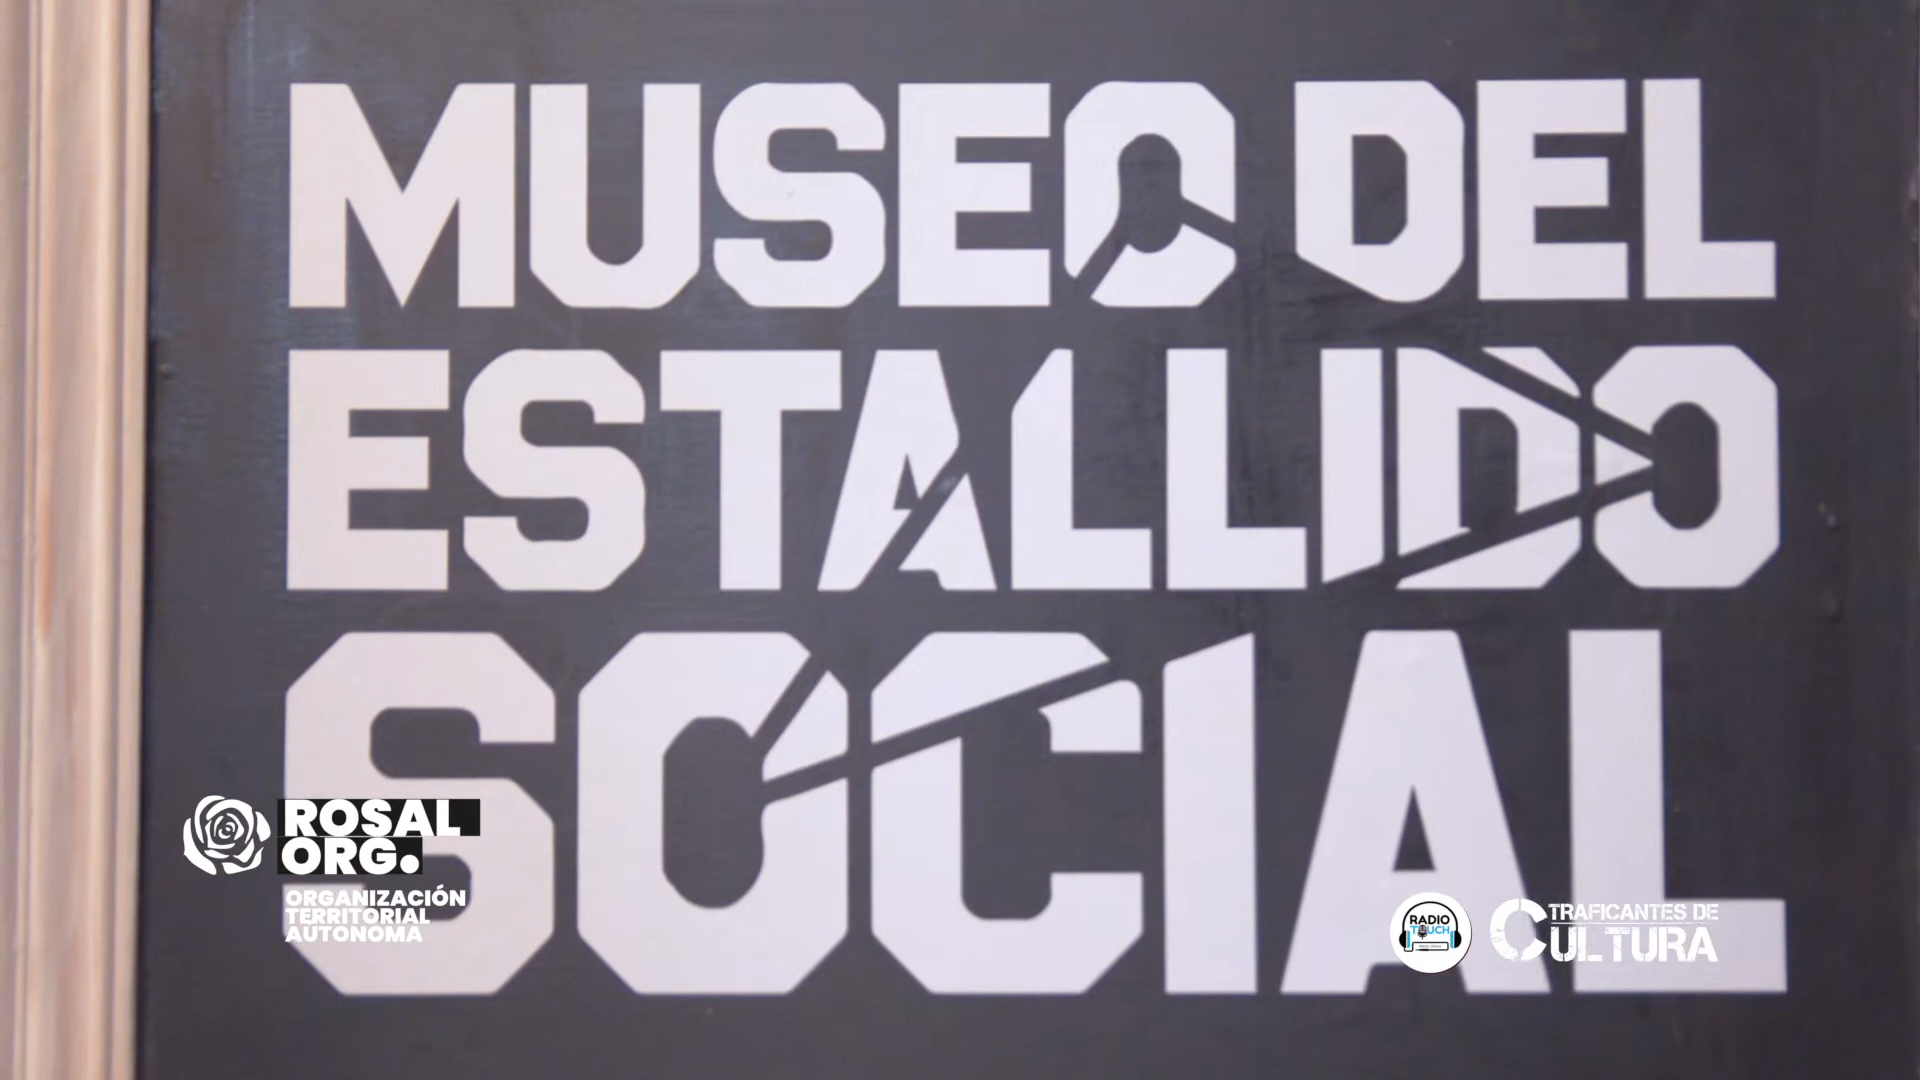 MUSEO DEL
ESTALLIDO
SOCIAL
ROSAL
ORG.
ORGANIZACIÓN
TERRITORIAL
AUTONOMA
RADIO
TOUCH
TRAFICANTES DE
CULTURA